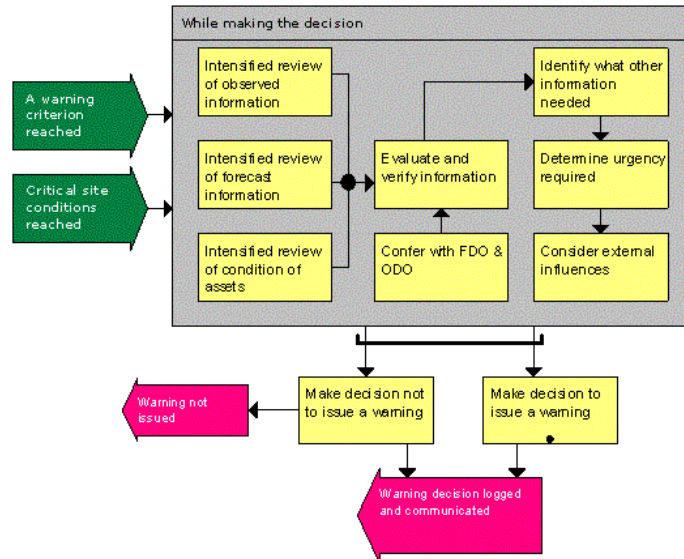 While making the decision
A warning
criterion
reached
Critical site
conditions
reached
Intensified review
of observed
information
Intensified review
of forecast
information
Intensified review
of condition of
assets
Evaluate and
verify information
Confer with FDO &
ODO
Identify what other
information
needed
Determine urgency
required
Consider external
influences
Make decision not
to issue a warning
Make decision to
issue a warning
Warning not
issued
Warning decision logged
and communicated